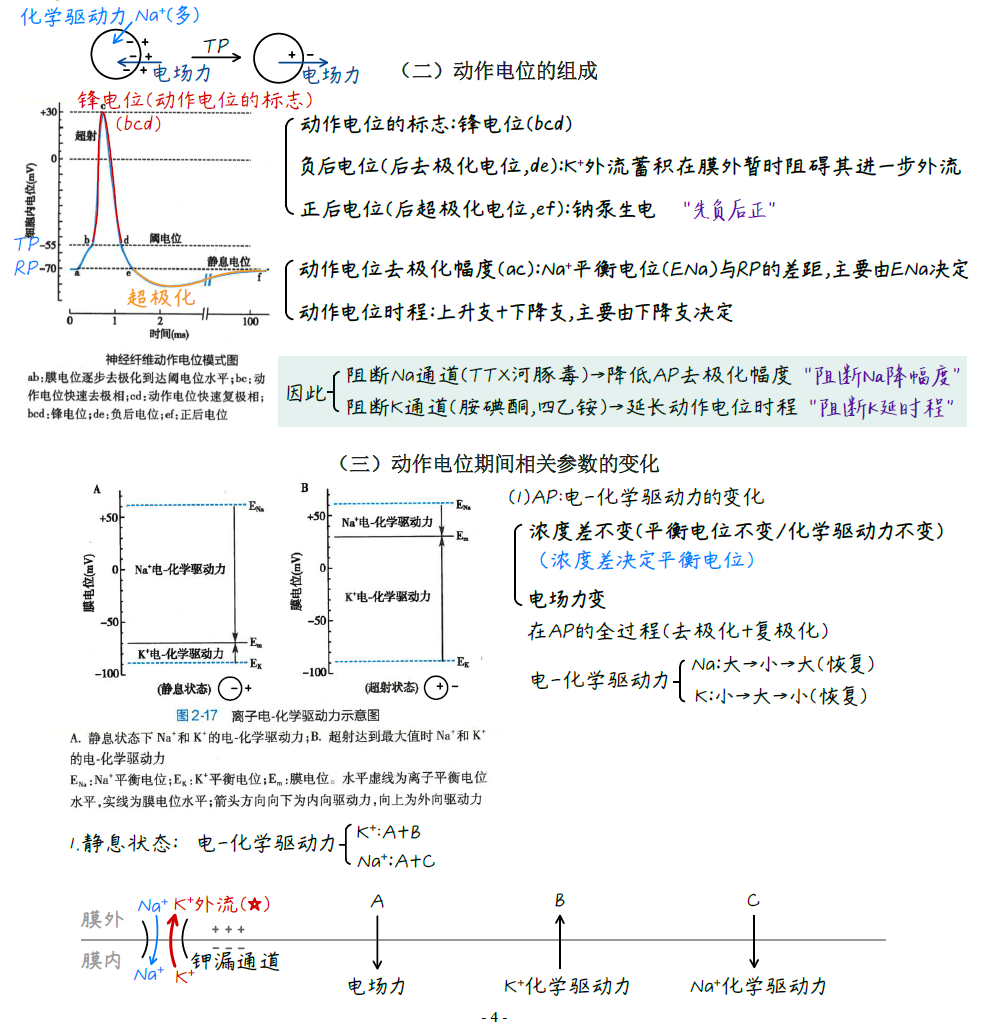 化学驱动力 Na⁺(多)
- +
- +
- +
电场力
TP
+ -
电场力
（二）动作电位的组成
锋电位(动作电位的标志)
(bcd)
c
+30
超射
0
细胞内电位(mV)
TP -55
b
d
阈电位
RP -70
a
e
静息电位
f
超极化
0 1 2 100
时间(ms)
神经纤维动作电位模式图
ab:膜电位逐步去极化到达阈电位水平;bc:动
作电位快速去极相;cd:动作电位快速复极相;
bcd:锋电位;de:负后电位;ef:正后电位
动作电位的标志:锋电位(bcd)
负后电位(后去极化电位,de):K⁺外流蓄积在膜外暂时阻碍其进一步外流
正后电位(后超极化电位,ef):钠泵生电 “先负后正”
动作电位去极化幅度(ac):Na⁺平衡电位(ENa)与RP的差距,主要由ENa决定
动作电位时程:上升支+下降支,主要由下降支决定
因此
阻断Na通道(TTX河豚毒)→降低AP去极化幅度 “阻断Na降幅度”
阻断K通道(胺碘酮,四乙铵)→延长动作电位时程 “阻断K延时程”
（三）动作电位期间相关参数的变化
A
膜电位(mV)
+50
0
-50
-100
E_Na
Na⁺电-化学驱动力
E_m
K⁺电-化学驱动力
E_K
(静息状态) - +
B
膜电位(mV)
+50
0
-50
-100
E_Na
Na⁺电-化学驱动力
E_m
K⁺电-化学驱动力
E_K
(超射状态) + -
图2-17 离子电-化学驱动力示意图
A. 静息状态下 Na⁺和 K⁺的电-化学驱动力;B. 超射达到最大值时 Na⁺和 K⁺
的电-化学驱动力
E_Na:Na⁺平衡电位;E_K:K⁺平衡电位;E_m:膜电位。水平虚线为离子平衡电位
水平,实线为膜电位水平;箭头方向向下为内向驱动力,向上为外向驱动力
(1)AP:电-化学驱动力的变化
浓度差不变(平衡电位不变/化学驱动力不变)
(浓度差决定平衡电位)
电场力变
在AP的全过程(去极化+复极化)
电-化学驱动力
Na:大→小→大(恢复)
K:小→大→小(恢复)
1.静息状态: 电-化学驱动力
K⁺:A+B
Na⁺:A+C
膜外
膜内
Na⁺ K⁺外流(☆)
+ + +
- - -
Na⁺ K⁺ 钾漏通道
A
电场力
B
K⁺化学驱动力
C
Na⁺化学驱动力
- 4 -